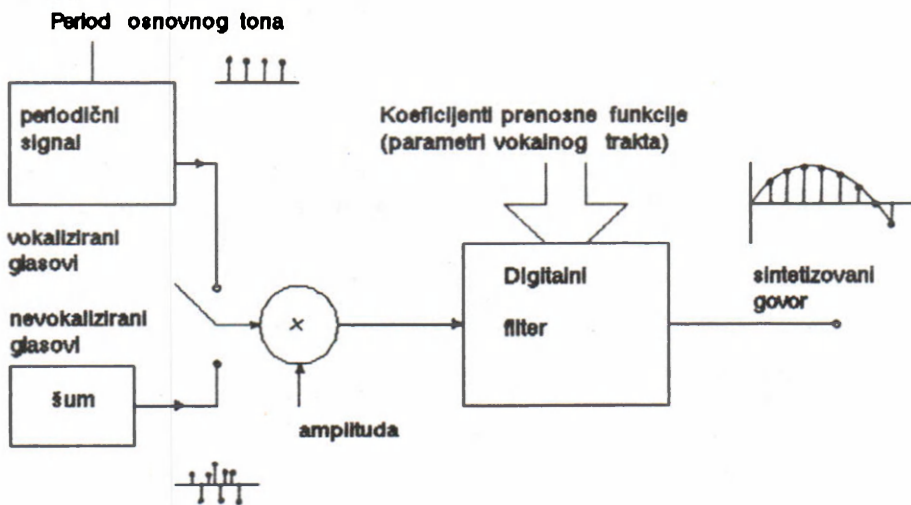 Period osnovnog tona
periodični
signal
Koeficijenti prenosne funkcije
(parametri vokalnog trakta)
vokalizirani
glasovi
nevokalizirani
glasovi
x
Digitalni
filter
sintetizovani
govor
šum
amplituda